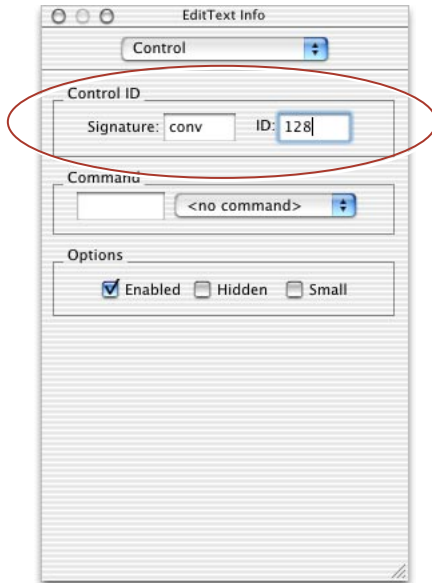 EditText Info
Control
Control ID
Signature: conv ID: 128
Command
<no command>
Options
Enabled Hidden Small